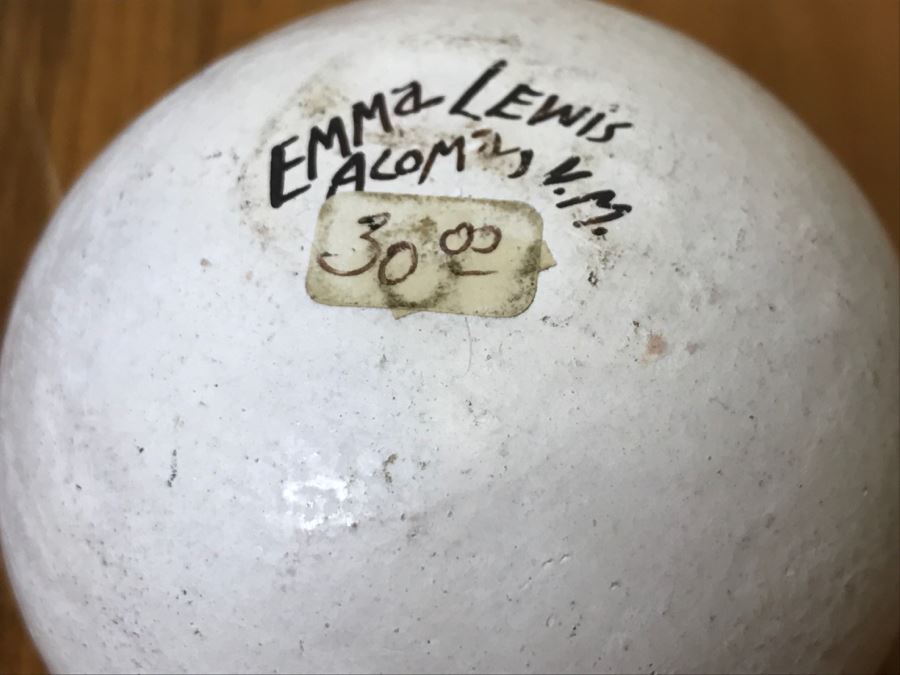 EMMA LEWIS
ACOMA, N.M.
30 00